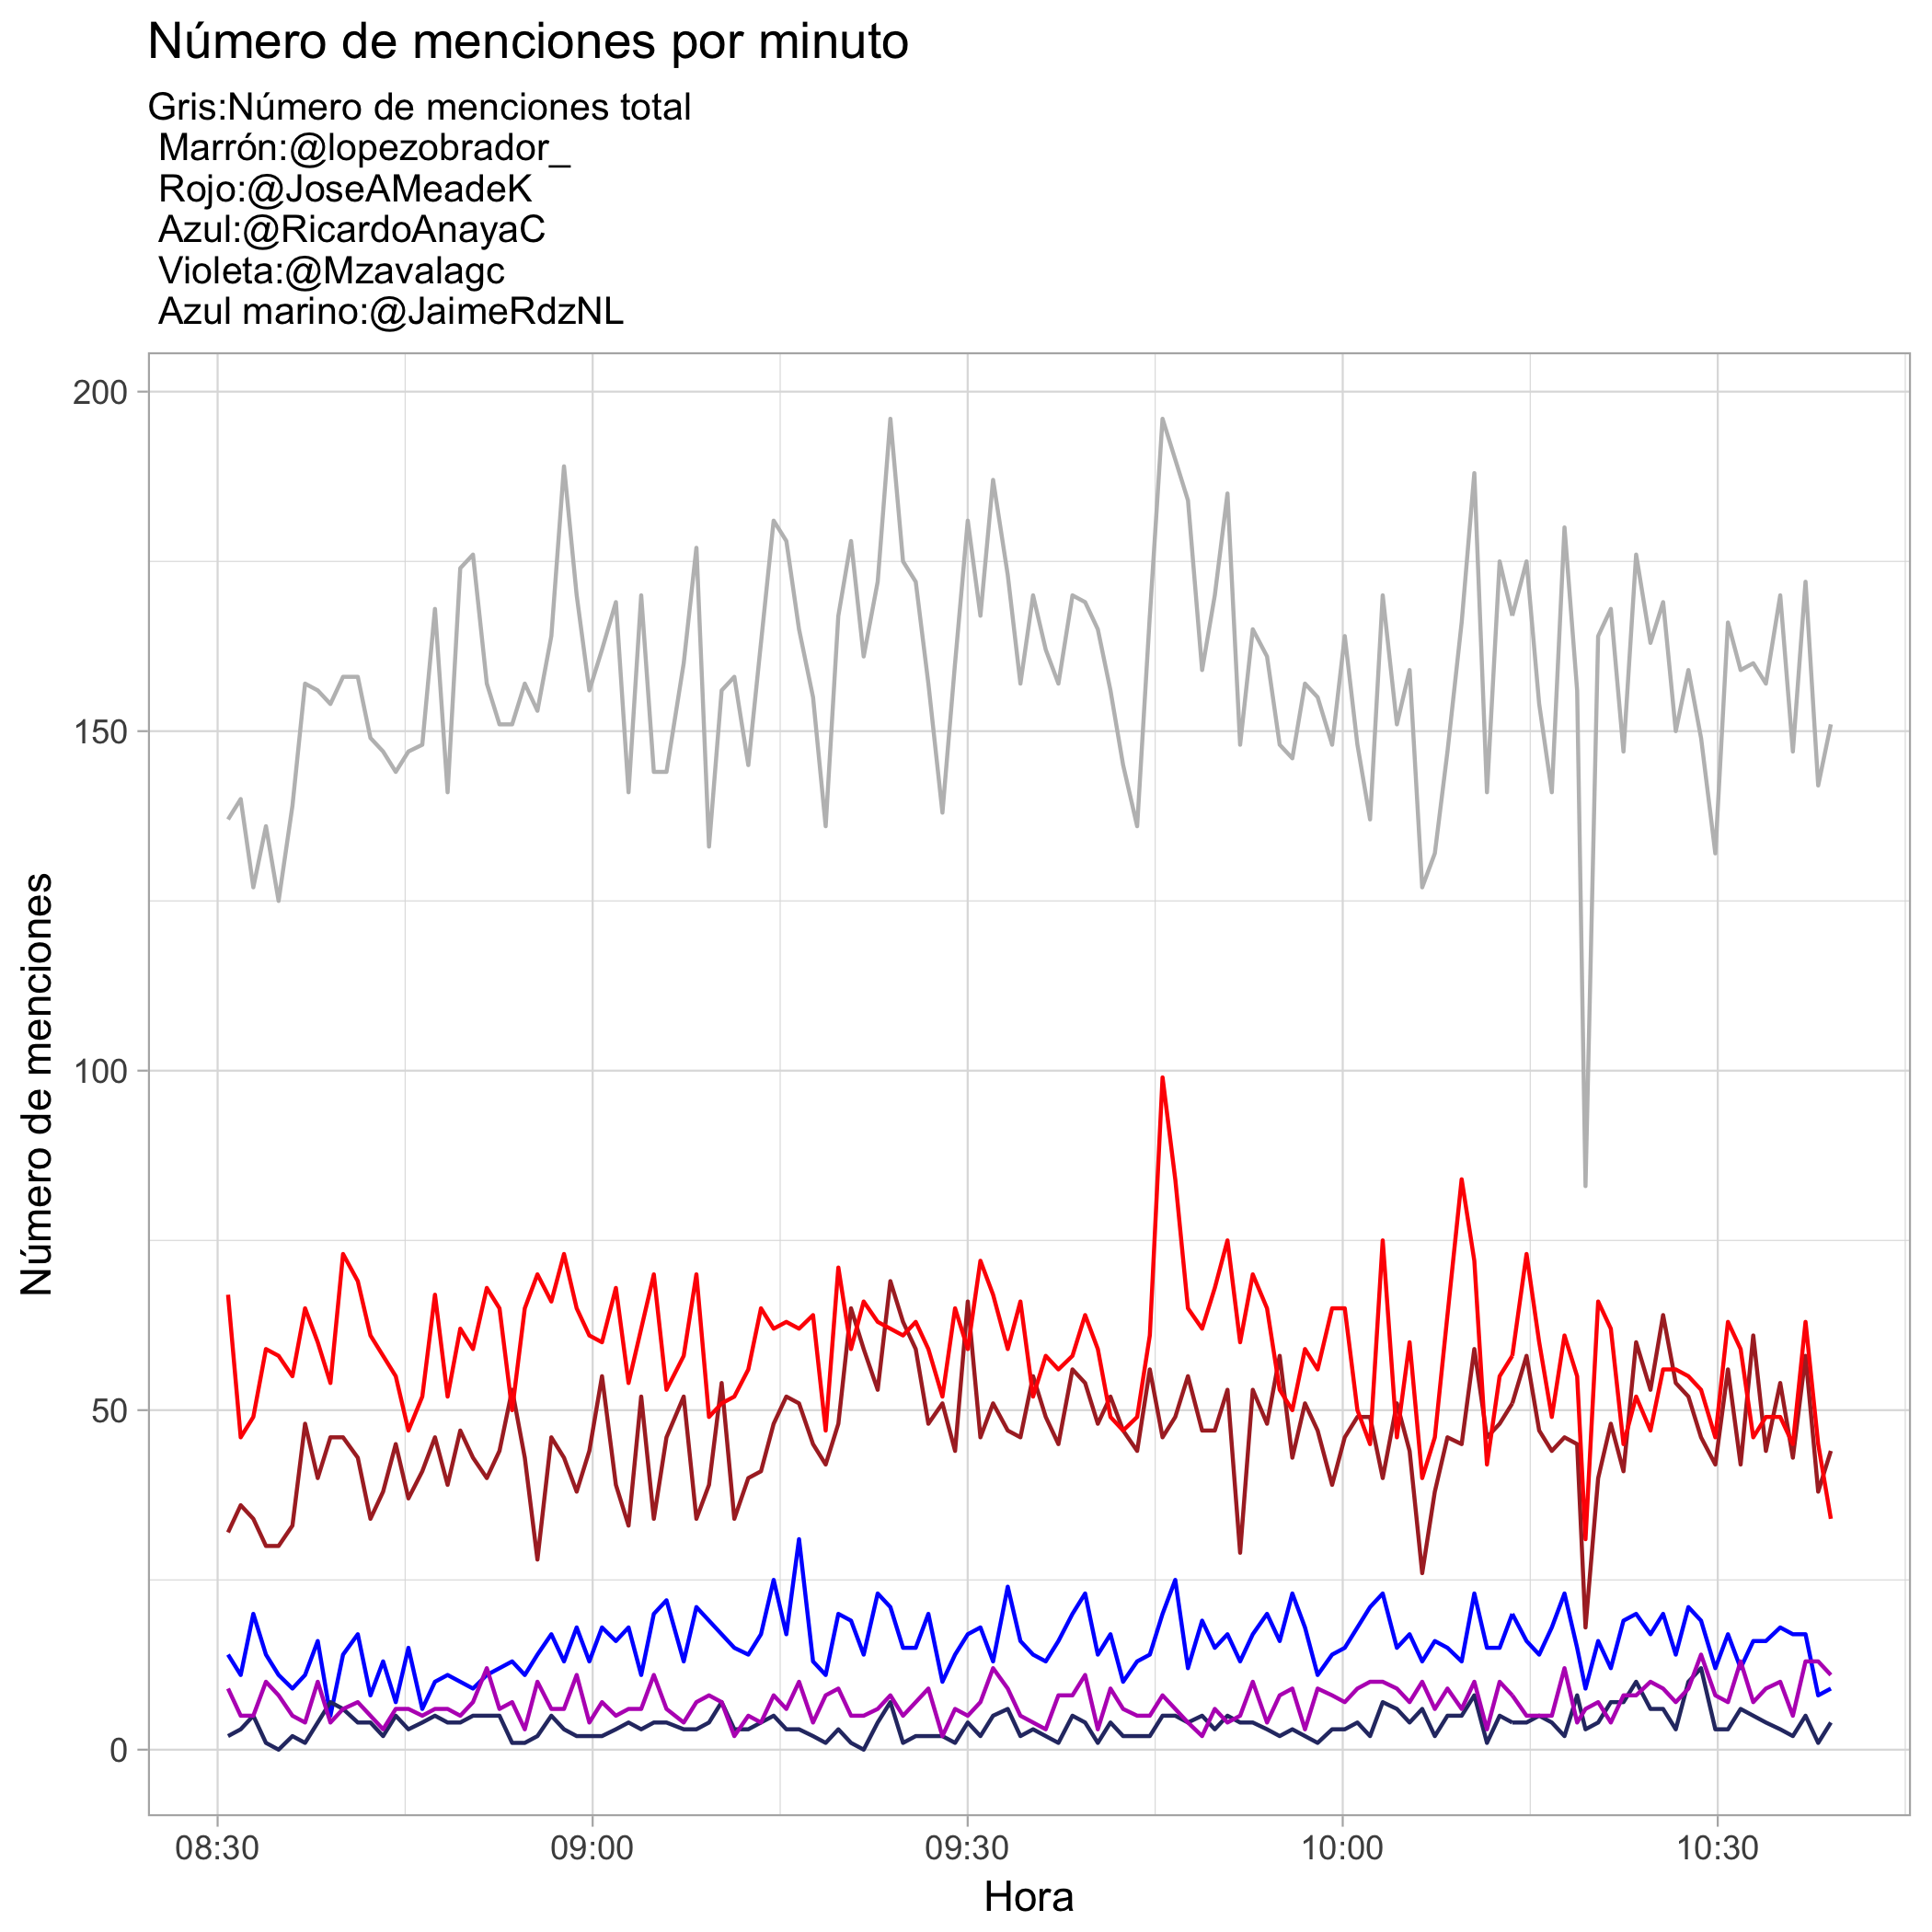 Número de menciones por minuto
Gris:Número de menciones total
Marrón:@lopezobrador_
Rojo:@JoseAMeadeK
Azul:@RicardoAnayaC
Violeta:@Mzavalagc
Azul marino:@JaimeRdzNL
Número de menciones
200
150
100
50
0
08:30 09:00 09:30 10:00 10:30
Hora